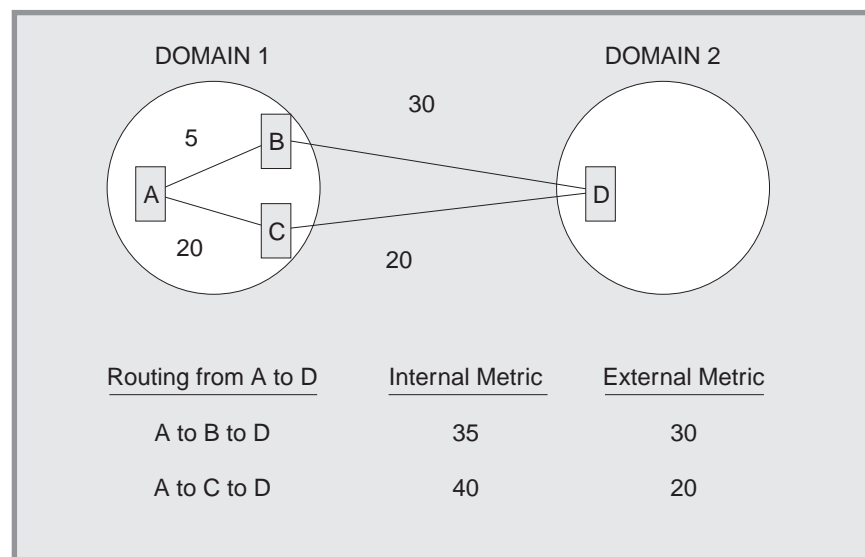 DOMAIN 1
DOMAIN 2
30
5
B
A
D
C
20
20
Routing from A to D Internal Metric External Metric
A to B to D 35 30
A to C to D 40 20